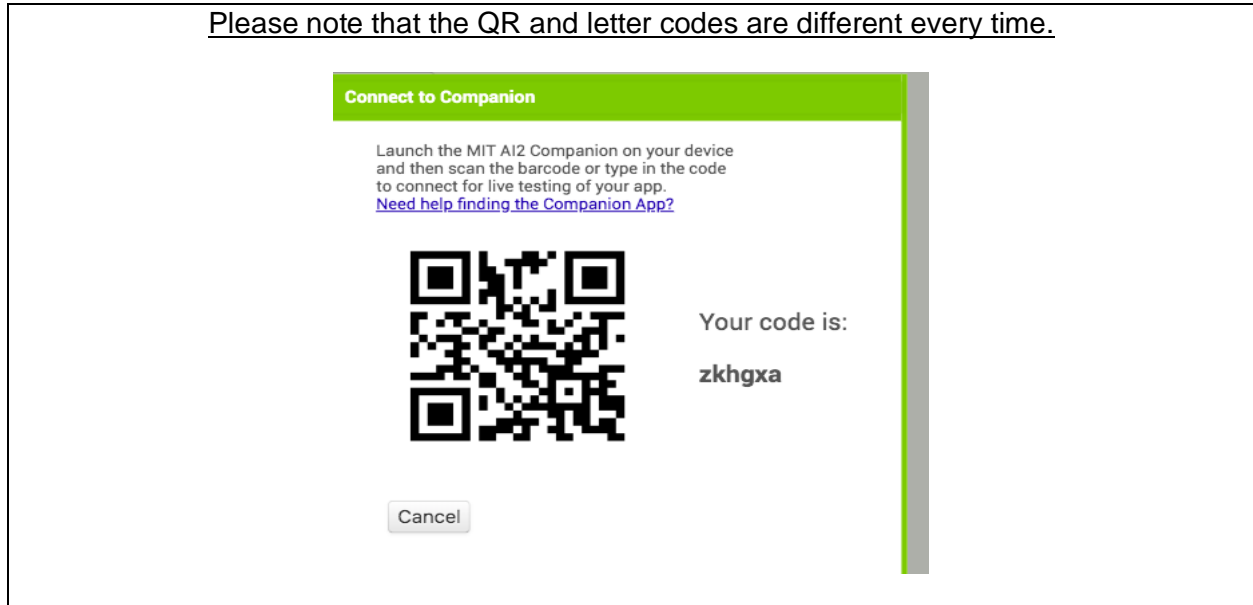 Please note that the QR and letter codes are different every time.
Connect to Companion
Launch the MIT AI2 Companion on your device
and then scan the barcode or type in the code
to connect for live testing of your app.
Need help finding the Companion App?
Your code is:
zkhgxa
Cancel